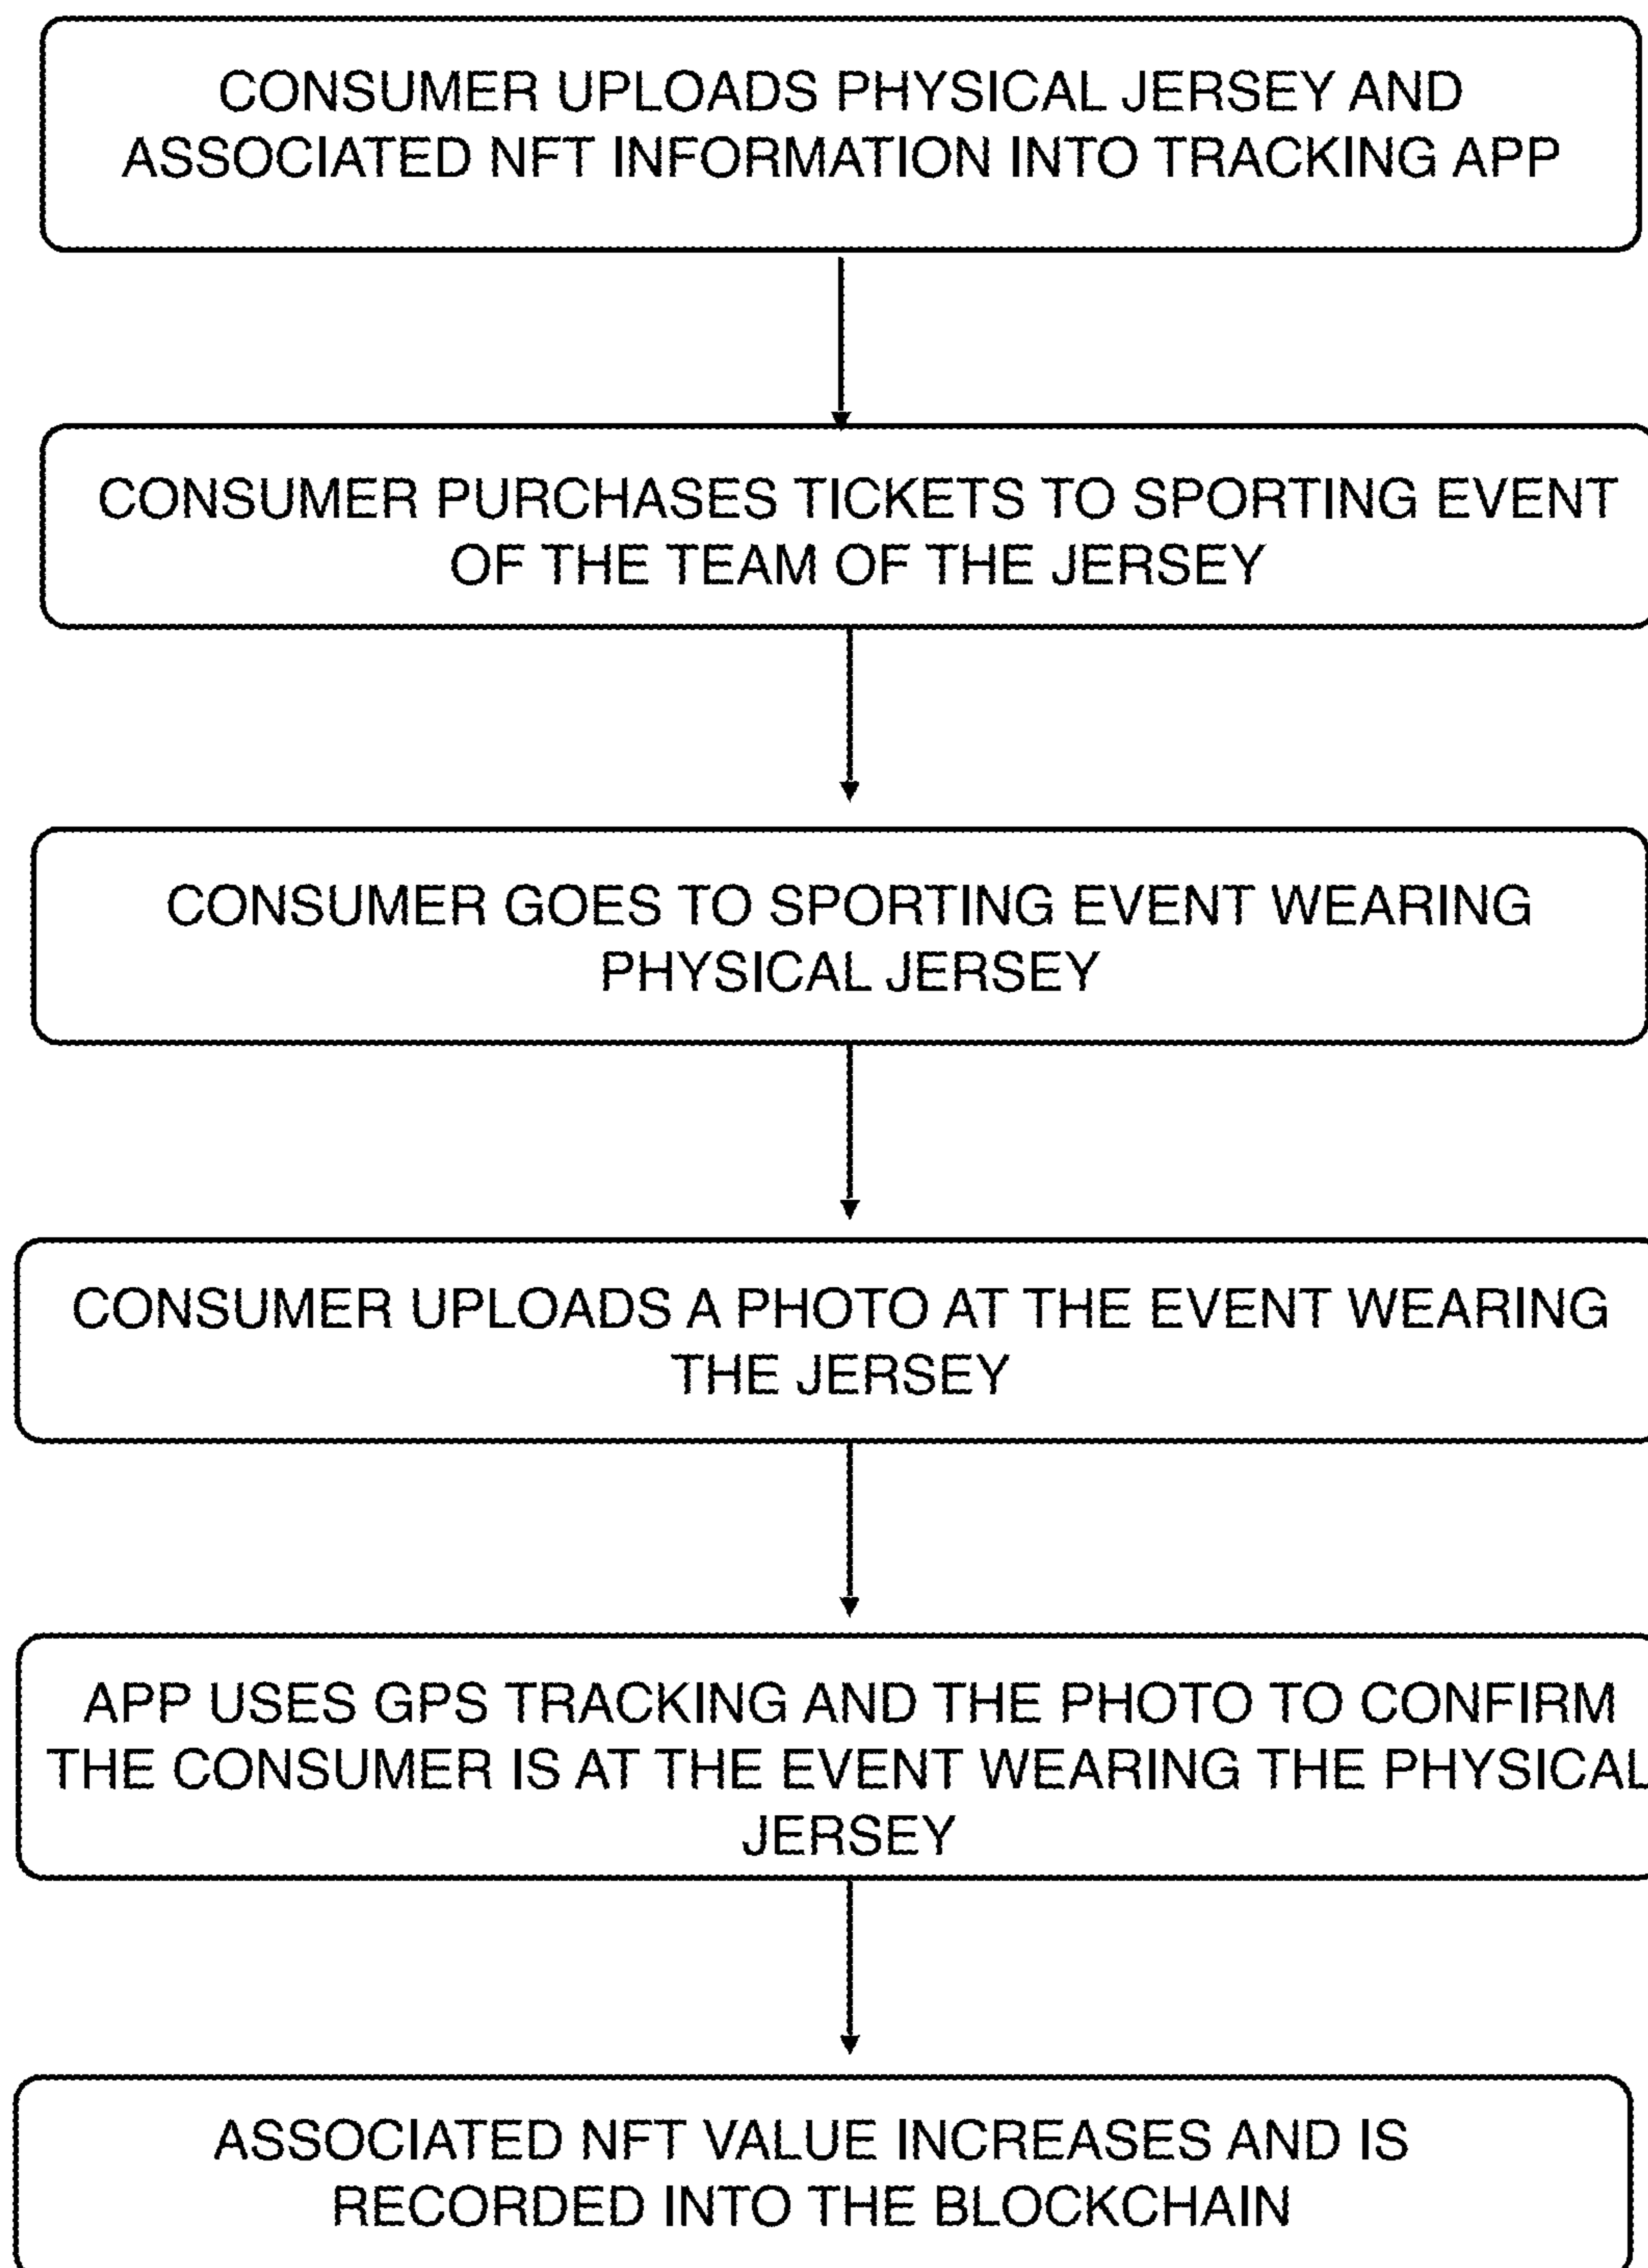 CONSUMER UPLOADS PHYSICAL JERSEY AND
ASSOCIATED NFT INFORMATION INTO TRACKING APP
CONSUMER PURCHASES TICKETS TO SPORTING EVENT
OF THE TEAM OF THE JERSEY
CONSUMER GOES TO SPORTING EVENT WEARING
PHYSICAL JERSEY
CONSUMER UPLOADS A PHOTO AT THE EVENT WEARING
THE JERSEY
APP USES GPS TRACKING AND THE PHOTO TO CONFIRM
THE CONSUMER IS AT THE EVENT WEARING THE PHYSICAL
JERSEY
ASSOCIATED NFT VALUE INCREASES AND IS
RECORDED INTO THE BLOCKCHAIN